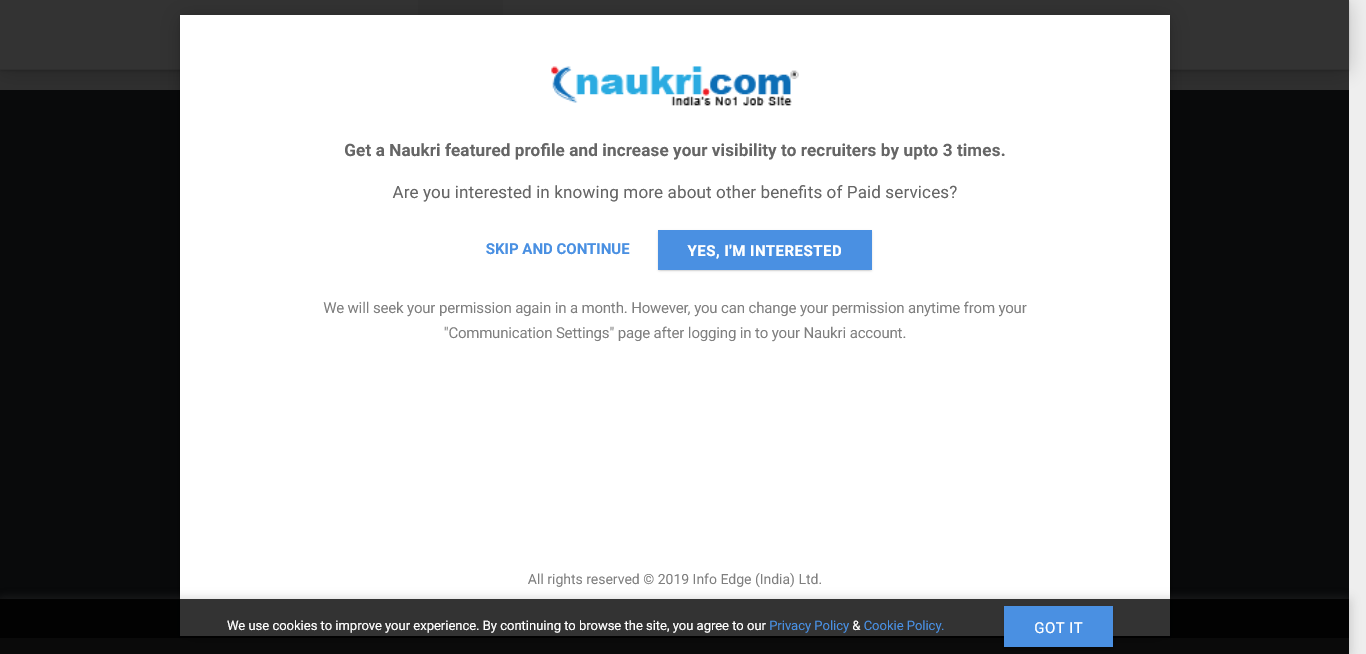 naukri.com
India's No1 Job Site
Get a Naukri featured profile and increase your visibility to recruiters by upto 3 times.
Are you interested in knowing more about other benefits of Paid services?
SKIP AND CONTINUE
YES, I'M INTERESTED
We will seek your permission again in a month. However, you can change your permission anytime from your
"Communication Settings" page after logging in to your Naukri account.
All rights reserved © 2019 Info Edge (India) Ltd.
We use cookies to improve your experience. By continuing to browse the site, you agree to our Privacy Policy & Cookie Policy.
GOT IT